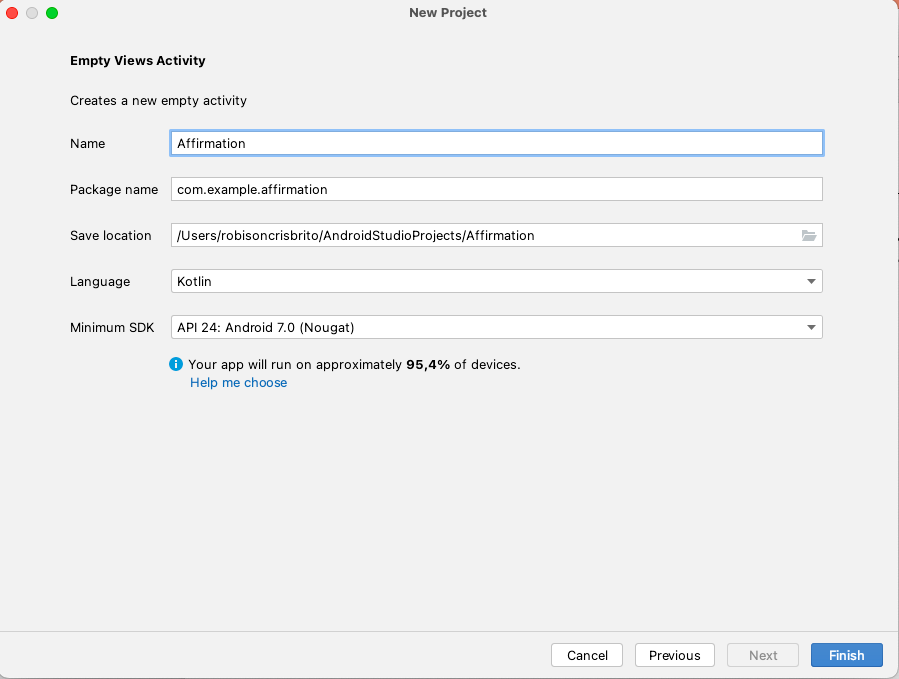 New Project
Empty Views Activity
Creates a new empty activity
Name Affirmation
Package name com.example.affirmation
Save location /Users/robisoncrisbrito/AndroidStudioProjects/Affirmation
Language Kotlin
Minimum SDK API 24: Android 7.0 (Nougat)
Your app will run on approximately 95,4% of devices.
Help me choose
Cancel Previous Next Finish